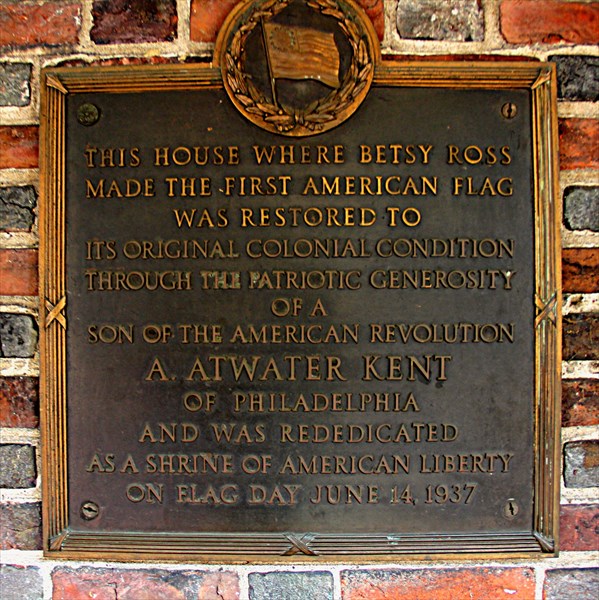 THIS HOUSE WHERE BETSY ROSS
MADE THE FIRST AMERICAN FLAG
WAS RESTORED TO
ITS ORIGINAL COLONIAL CONDITION
THROUGH THE PATRIOTIC GENEROSITY
OF A
SON OF THE AMERICAN REVOLUTION
A. ATWATER KENT
OF PHILADELPHIA
AND WAS REDEDICATED
AS A SHRINE OF AMERICAN LIBERTY
ON FLAG DAY JUNE 14, 1937